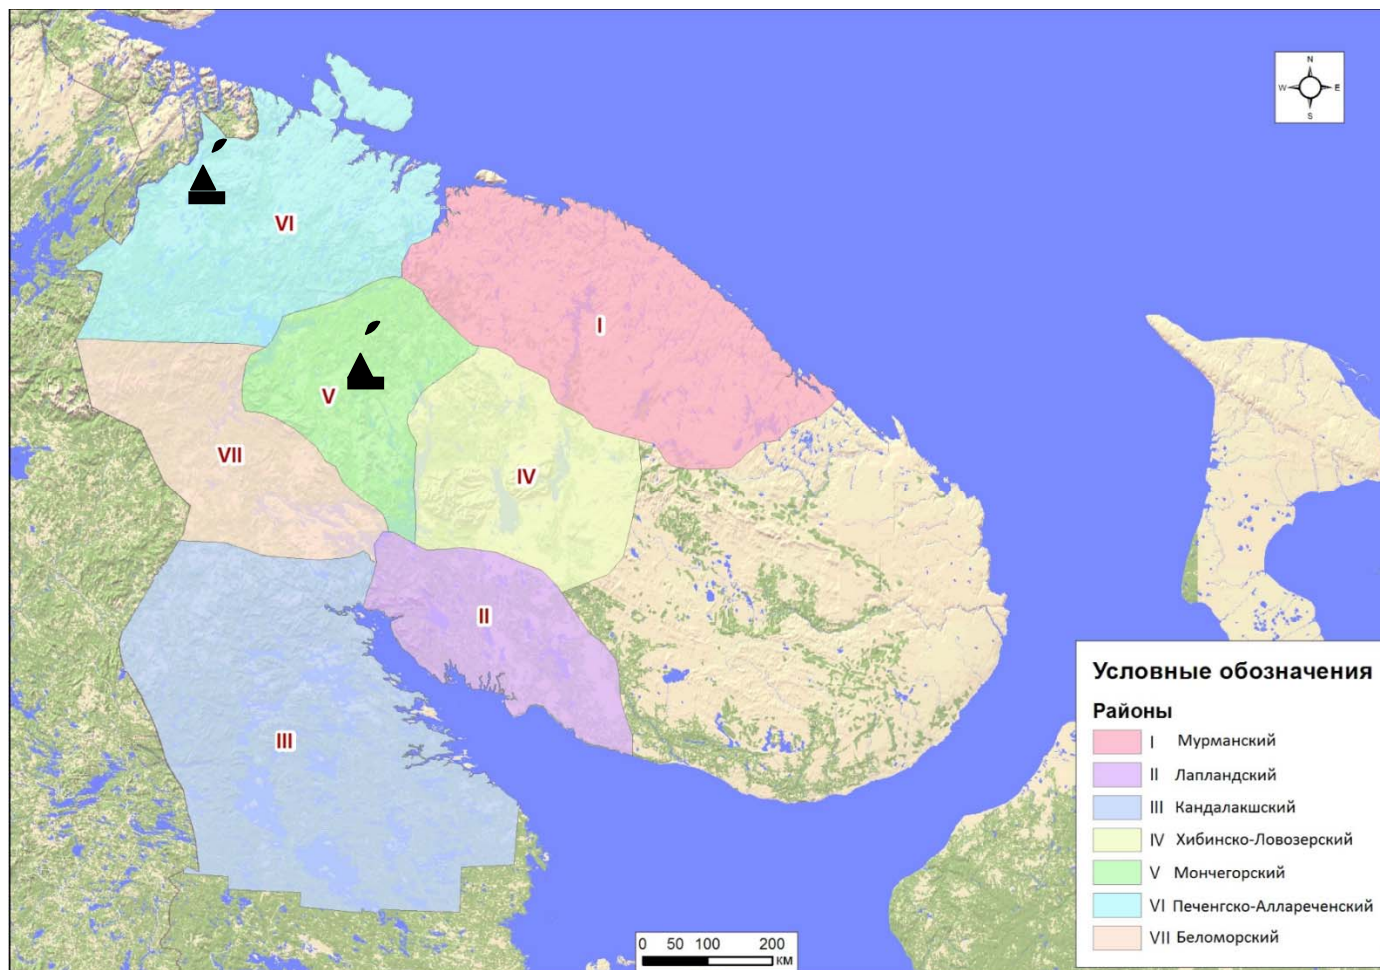 N
W E
S
VI
I
V
VII
IV
II
III
Условные обозначения
Районы
I Мурманский
II Лапландский
III Кандалакшский
IV Хибинско-Ловозерский
V Мончегорский
VI Печенгско-Аллареченский
VII Беломорский
0 50 100 200
КМ